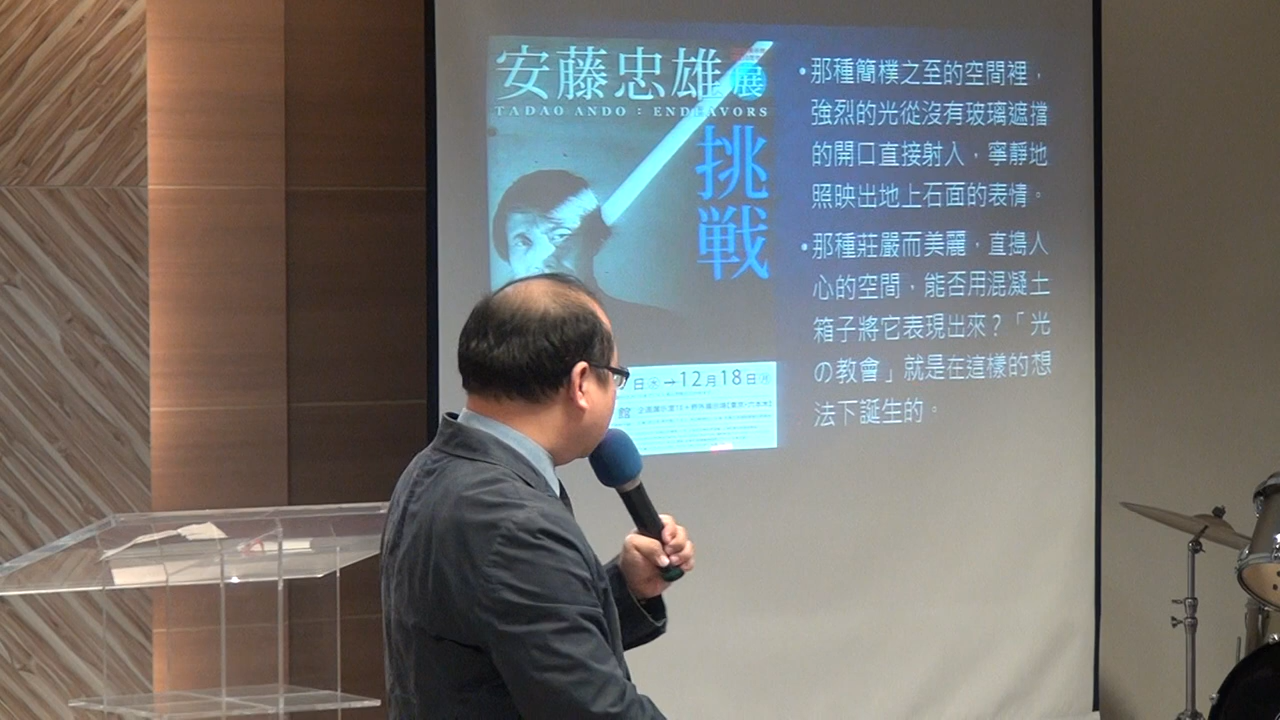 安藤忠雄展
TADAO ANDO : ENDEAVORS
挑
戦
日 → 12月18日
館
•那種簡樸之至的空間裡，
強烈的光從沒有玻璃遮擋
的開口直接射入，寧靜地
照映出地上石面的表情。
•那種莊嚴而美麗，直搗人
心的空間，能否用混凝土
箱子將它表現出來？「光
の教會」就是在這樣的想
法下誕生的。